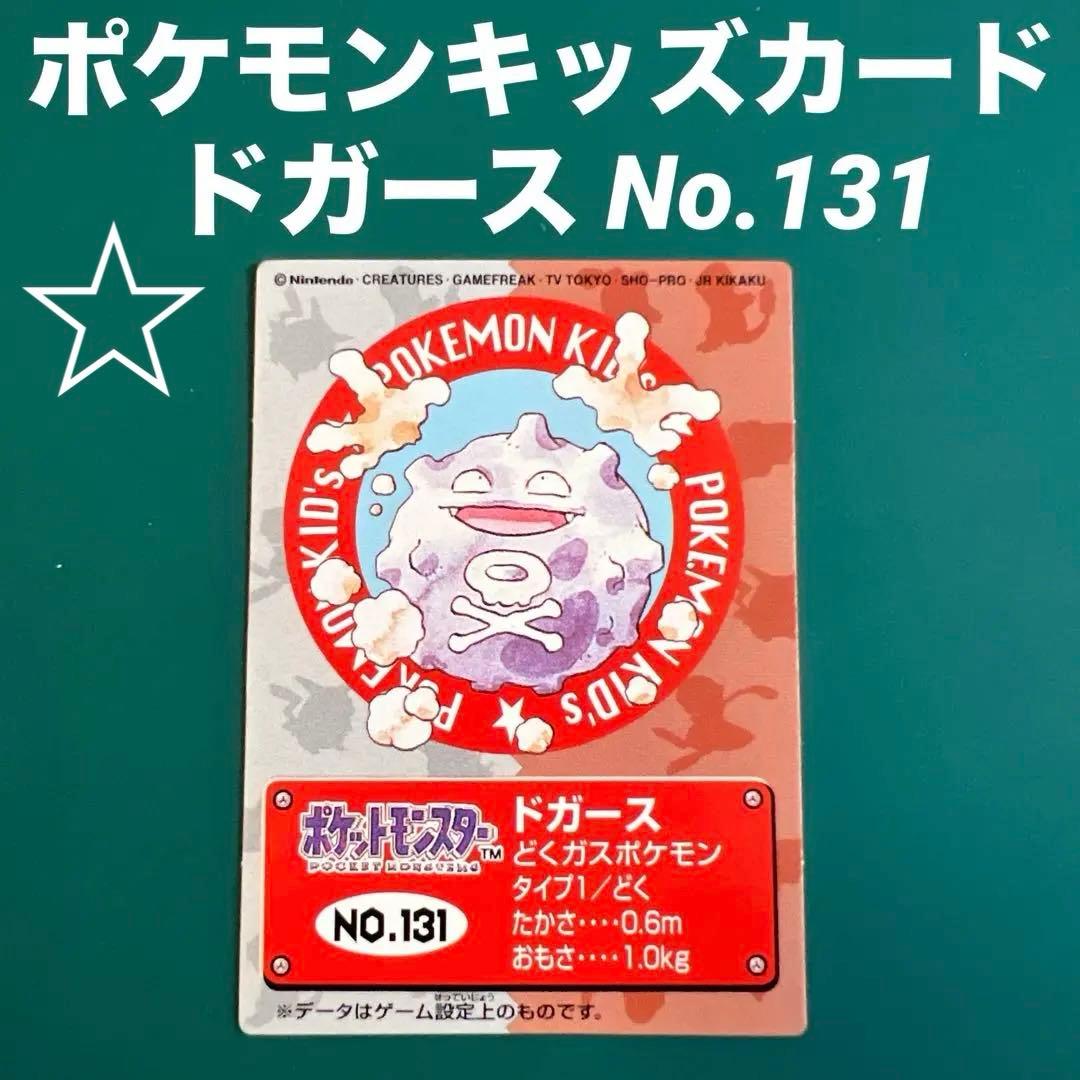 ポケモンキッズカード
ドガース No.131
© Nintendo・CREATURES・GAMEFREAK・TV TOKYO・SHO-PRO・JR KIKAKU
POKEMON KID's
POKEMON KID's
POKEMON KID's ★
ポケットモンスター™
POCKET MONSTERS
NO.131
ドガース
どくガスポケモン
タイプ1/どく
たかさ‥‥0.6m
おもさ‥‥1.0kg
せっていじょう
※データはゲーム設定上のものです。